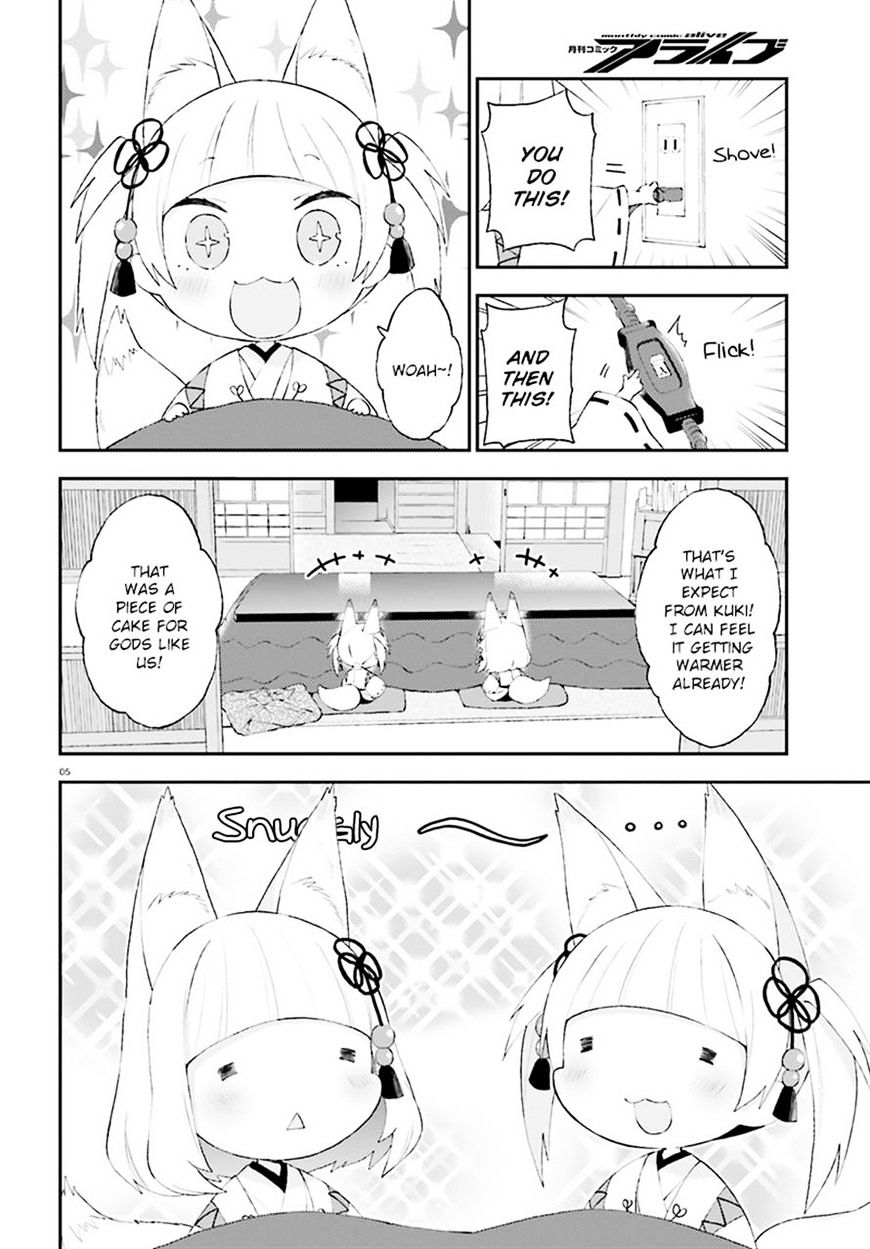 monthly comic alive
月刊コミック
アライブ
YOU
DO
THIS!
Shove!
AND
THEN
THIS!
Flick!
WOAH~!
THAT'S
WHAT I
EXPECT
FROM KUKI!
I CAN FEEL
IT GETTING
WARMER
ALREADY!
THAT
WAS A
PIECE OF
CAKE FOR
GODS LIKE
US!
05
Snuggly ~ ...